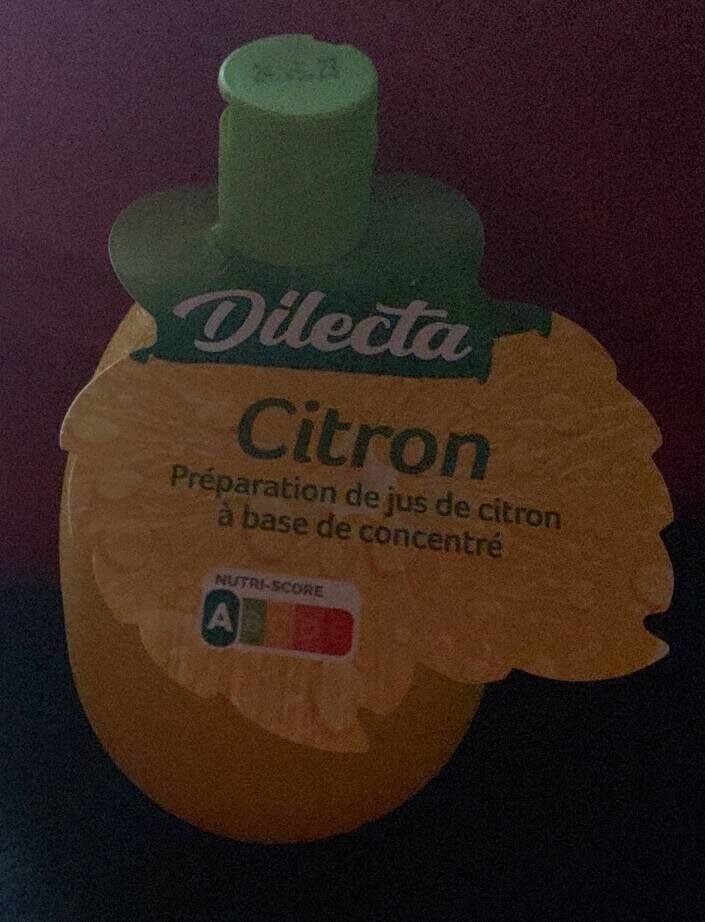 Dilecta
Citron
Préparation de jus de citron
à base de concentré
NUTRI-SCORE
A